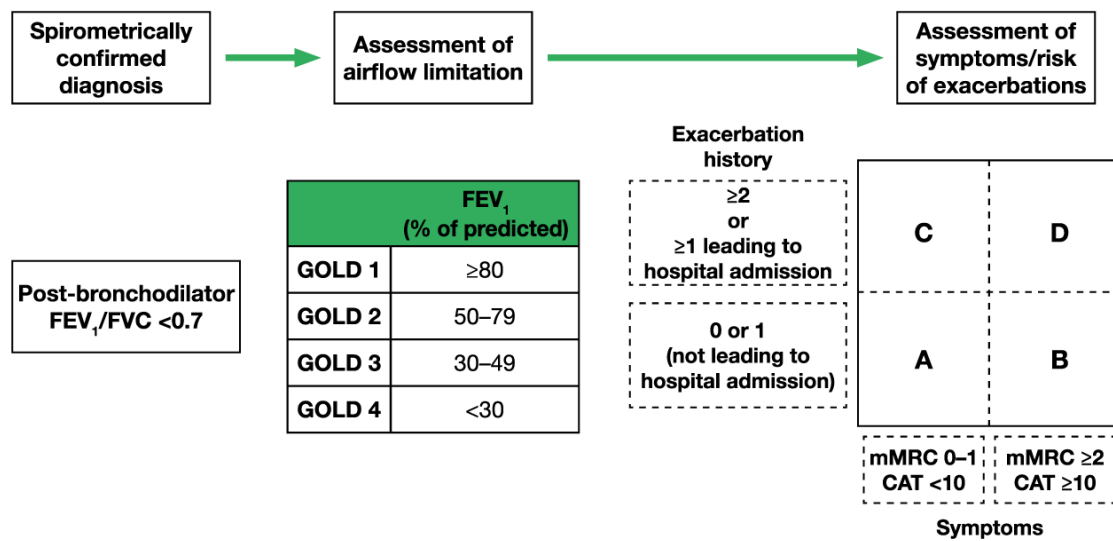 Spirometrically
confirmed
diagnosis
Assessment of
airflow limitation
Assessment of
symptoms/risk
of exacerbations
Post-bronchodilator
FEV₁/FVC <0.7
FEV₁
(% of predicted)
GOLD 1 ≥80
GOLD 2 50–79
GOLD 3 30–49
GOLD 4 <30
Exacerbation
history
≥2
or
≥1 leading to
hospital admission
0 or 1
(not leading to
hospital admission)
C D
A B
mMRC 0–1
CAT <10
mMRC ≥2
CAT ≥10
Symptoms